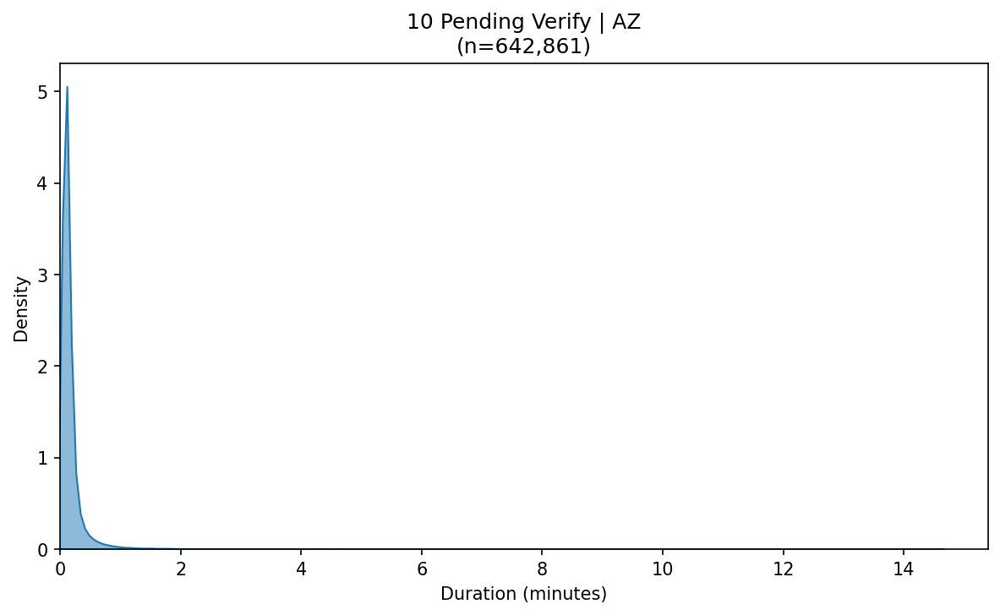 10 Pending Verify | AZ
(n=642,861)
5
4
3
2
1
0
Density
0 2 4 6 8 10 12 14
Duration (minutes)